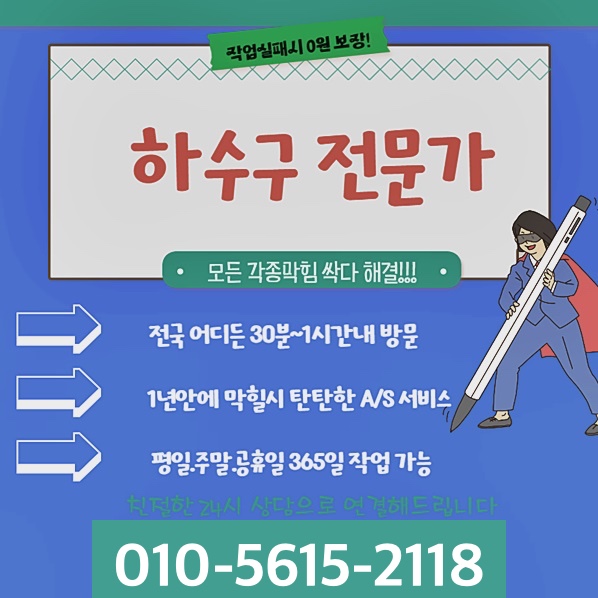 작업실패시 0원 보장!
하수구 전문가
모든 각종막힘 싹다 해결!!!
전국 어디든 30분~1시간내 방문
1년안에 막힐시 탄탄한 A/S 서비스
평일.주말.공휴일 365일 작업 가능
친절한 24시 상담으로 연결해드립니다
010-5615-2118